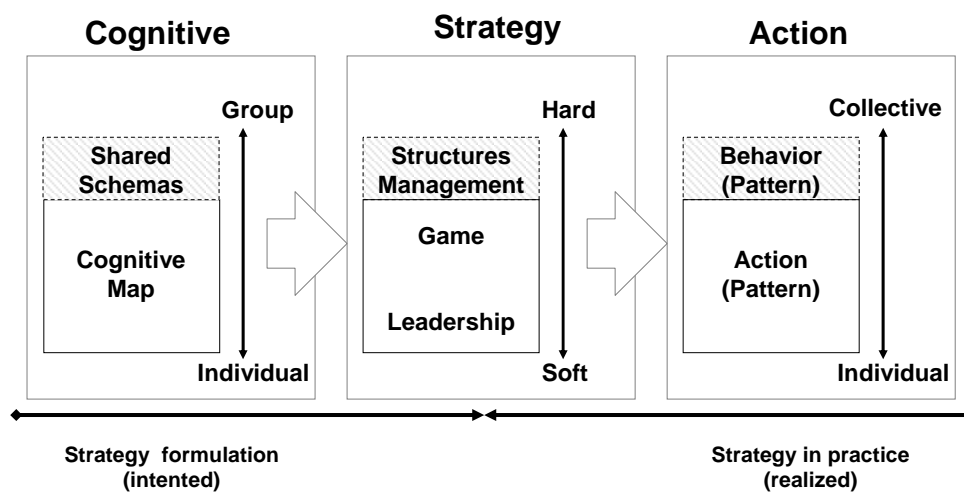 Cognitive
Strategy
Action
Group
Shared
Schemas
Cognitive
Map
Individual
Hard
Structures
Management
Game
Leadership
Soft
Collective
Behavior
(Pattern)
Action
(Pattern)
Individual
Strategy formulation
(intented)
Strategy in practice
(realized)